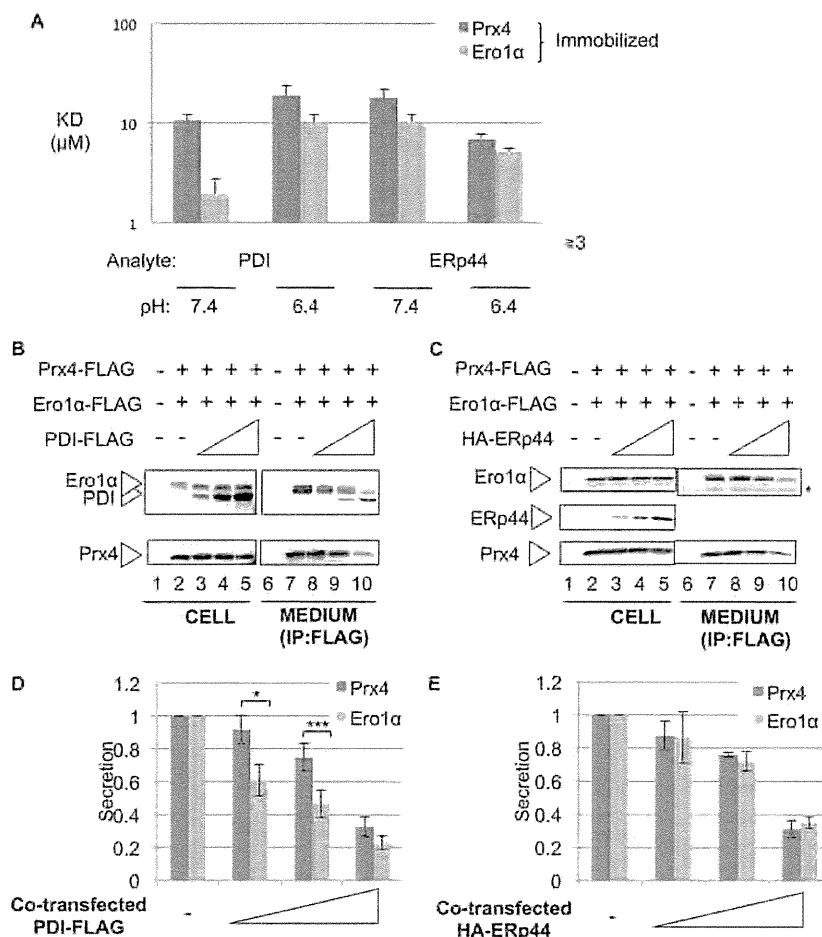 A
100
10
1
KD
(µM)
Prx4
Ero1α
Immobilized
≥3
Analyte: PDI ERp44
pH: 7.4 6.4 7.4 6.4
B
Prx4-FLAG - + + + + - + + + +
Ero1α-FLAG - + + + + - + + + +
PDI-FLAG - - - -
Ero1α
PDI
Prx4
1 2 3 4 5 6 7 8 9 10
CELL MEDIUM
(IP:FLAG)
C
Prx4-FLAG - + + + + - + + + +
Ero1α-FLAG - + + + + - + + + +
HA-ERp44 - - - -
Ero1α
*
ERp44
Prx4
1 2 3 4 5 6 7 8 9 10
CELL MEDIUM
(IP:FLAG)
D
1.2
1
0.8
0.6
0.4
0.2
0
Secretion
Prx4
Ero1α
*
***
Co-transfected
PDI-FLAG
-
E
1.2
1
0.8
0.6
0.4
0.2
0
Secretion
Prx4
Ero1α
Co-transfected
HA-ERp44
-